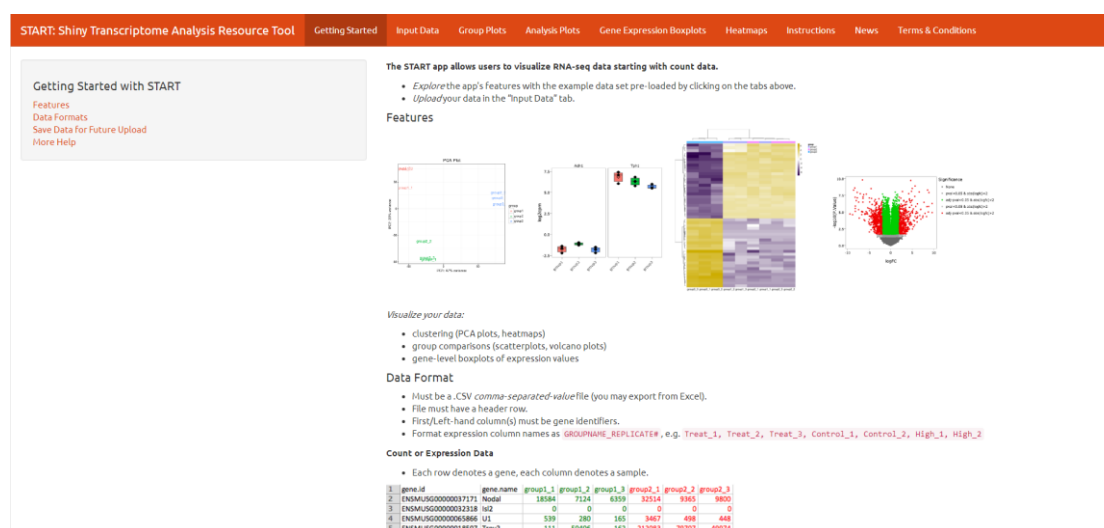 START: Shiny Transcriptome Analysis Resource Tool Getting Started Input Data Group Plots Analysis Plots Gene Expression Boxplots Heatmaps Instructions News Terms & Conditions
Getting Started with START
Features
Data Formats
Save Data for Future Upload
More Help
The START app allows users to visualize RNA-seq data starting with count data.
Explore the app's features with the example data set pre-loaded by clicking on the tabs above.
Upload your data in the "Input Data" tab.
Features
PCA Plot
Significance
logFC
Visualize your data:
clustering (PCA plots, heatmaps)
group comparisons (scatterplots, volcano plots)
gene-level boxplots of expression values
Data Format
Must be a .CSV comma-separated-value file (you may export from Excel).
File must have a header row.
First/Left-hand column(s) must be gene identifiers.
Format expression column names as GROUPNAME_REPLICATE#, e.g. Treat_1, Treat_2, Treat_3, Control_1, Control_2, High_1, High_2
Count or Expression Data
Each row denotes a gene, each column denotes a sample.
1 gene.id gene.name group1_1 group1_2 group1_3 group2_1 group2_2 group2_3
2 ENSMUSG00000037171 Nodal 18584 7124 6359 32514 9365 9800
3 ENSMUSG00000032318 Isl2 0 0 0 0 0 0
4 ENSMUSG00000065866 U1 539 280 165 3467 498 448